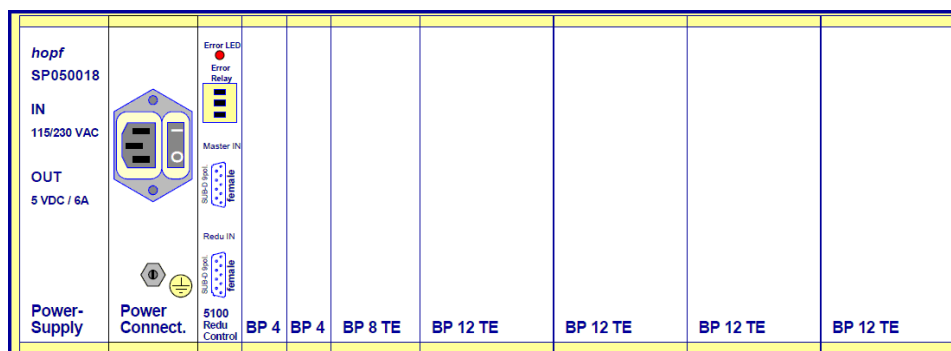 hopf
SP050018
IN
115/230 VAC
OUT
5 VDC / 6A
Power-
Supply
I
O
Power
Connect.
Error LED
Error
Relay
Master IN
SUB-D 9pol.
female
Redu IN
SUB-D 9pol.
female
5100
Redu
Control
BP 4
BP 4
BP 8 TE
BP 12 TE
BP 12 TE
BP 12 TE
BP 12 TE